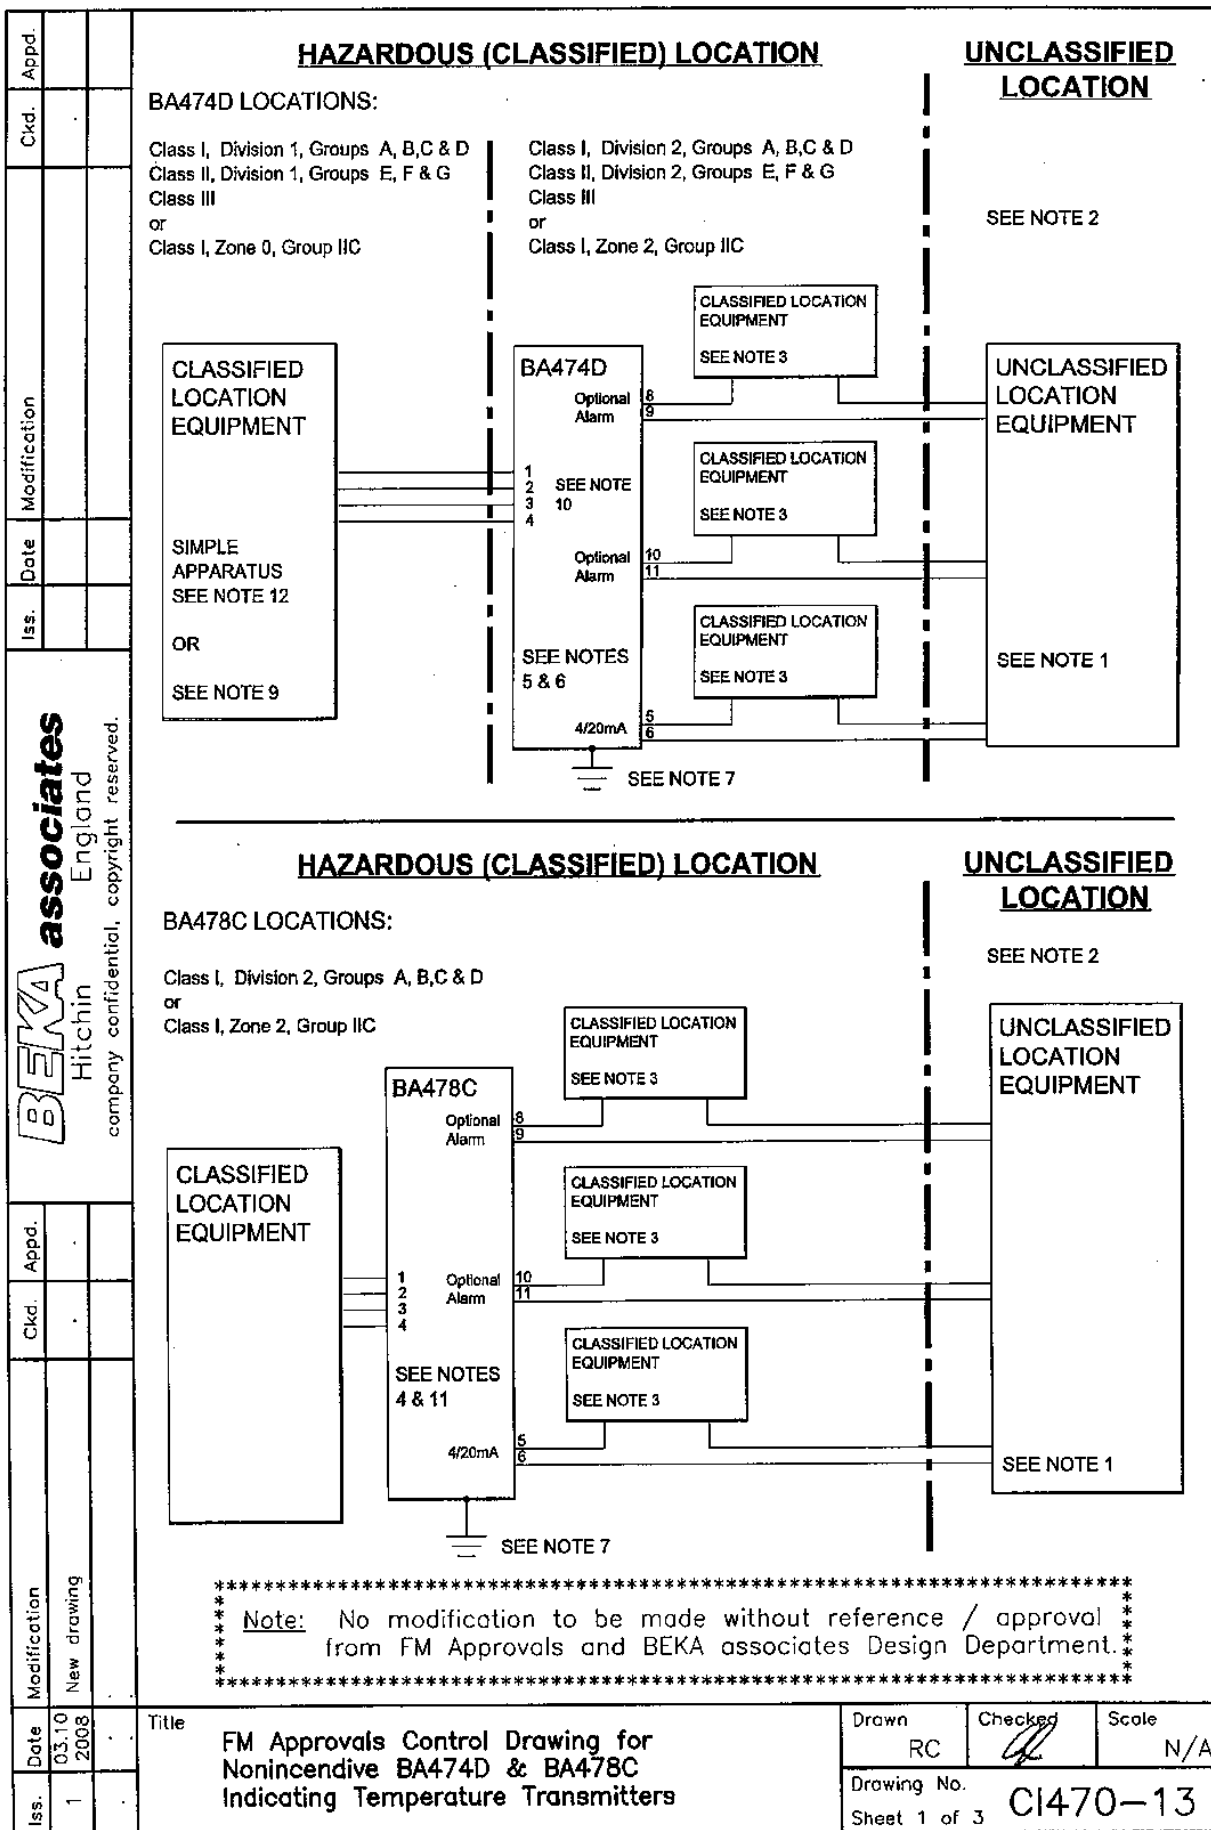 HAZARDOUS (CLASSIFIED) LOCATION
UNCLASSIFIED
LOCATION
BA474D LOCATIONS:
Class I, Division 1, Groups A, B,C & D
Class II, Division 1, Groups E, F & G
Class III
or
Class I, Zone 0, Group IIC
Class I, Division 2, Groups A, B,C & D
Class II, Division 2, Groups E, F & G
Class III
or
Class I, Zone 2, Group IIC
SEE NOTE 2
CLASSIFIED
LOCATION
EQUIPMENT
SIMPLE
APPARATUS
SEE NOTE 12
OR
SEE NOTE 9
BA474D
Optional
Alarm
8
9
1
2
3
4
SEE NOTE
10
Optional
Alarm
10
11
SEE NOTES
5 & 6
4/20mA
5
6
SEE NOTE 7
CLASSIFIED LOCATION
EQUIPMENT
SEE NOTE 3
CLASSIFIED LOCATION
EQUIPMENT
SEE NOTE 3
CLASSIFIED LOCATION
EQUIPMENT
SEE NOTE 3
UNCLASSIFIED
LOCATION
EQUIPMENT
SEE NOTE 1
HAZARDOUS (CLASSIFIED) LOCATION
UNCLASSIFIED
LOCATION
BA478C LOCATIONS:
Class I, Division 2, Groups A, B,C & D
or
Class I, Zone 2, Group IIC
SEE NOTE 2
CLASSIFIED
LOCATION
EQUIPMENT
BA478C
Optional
Alarm
8
9
1
2
3
4
Optional
Alarm
10
11
SEE NOTES
4 & 11
4/20mA
5
6
SEE NOTE 7
CLASSIFIED LOCATION
EQUIPMENT
SEE NOTE 3
CLASSIFIED LOCATION
EQUIPMENT
SEE NOTE 3
CLASSIFIED LOCATION
EQUIPMENT
SEE NOTE 3
UNCLASSIFIED
LOCATION
EQUIPMENT
SEE NOTE 1
Note: No modification to be made without reference / approval
from FM Approvals and BEKA associates Design Department.
Title
FM Approvals Control Drawing for
Nonincendive BA474D & BA478C
Indicating Temperature Transmitters
Drawn
RC
Checked
Scale
N/A
Drawing No.
Sheet 1 of 3
CI470-13
Iss. Date Modification Ckd. Appd.
BEKA associates
Hitchin England
company confidential, copyright reserved.
Iss. Date Modification Ckd. Appd.
1 03.10 2008 New drawing